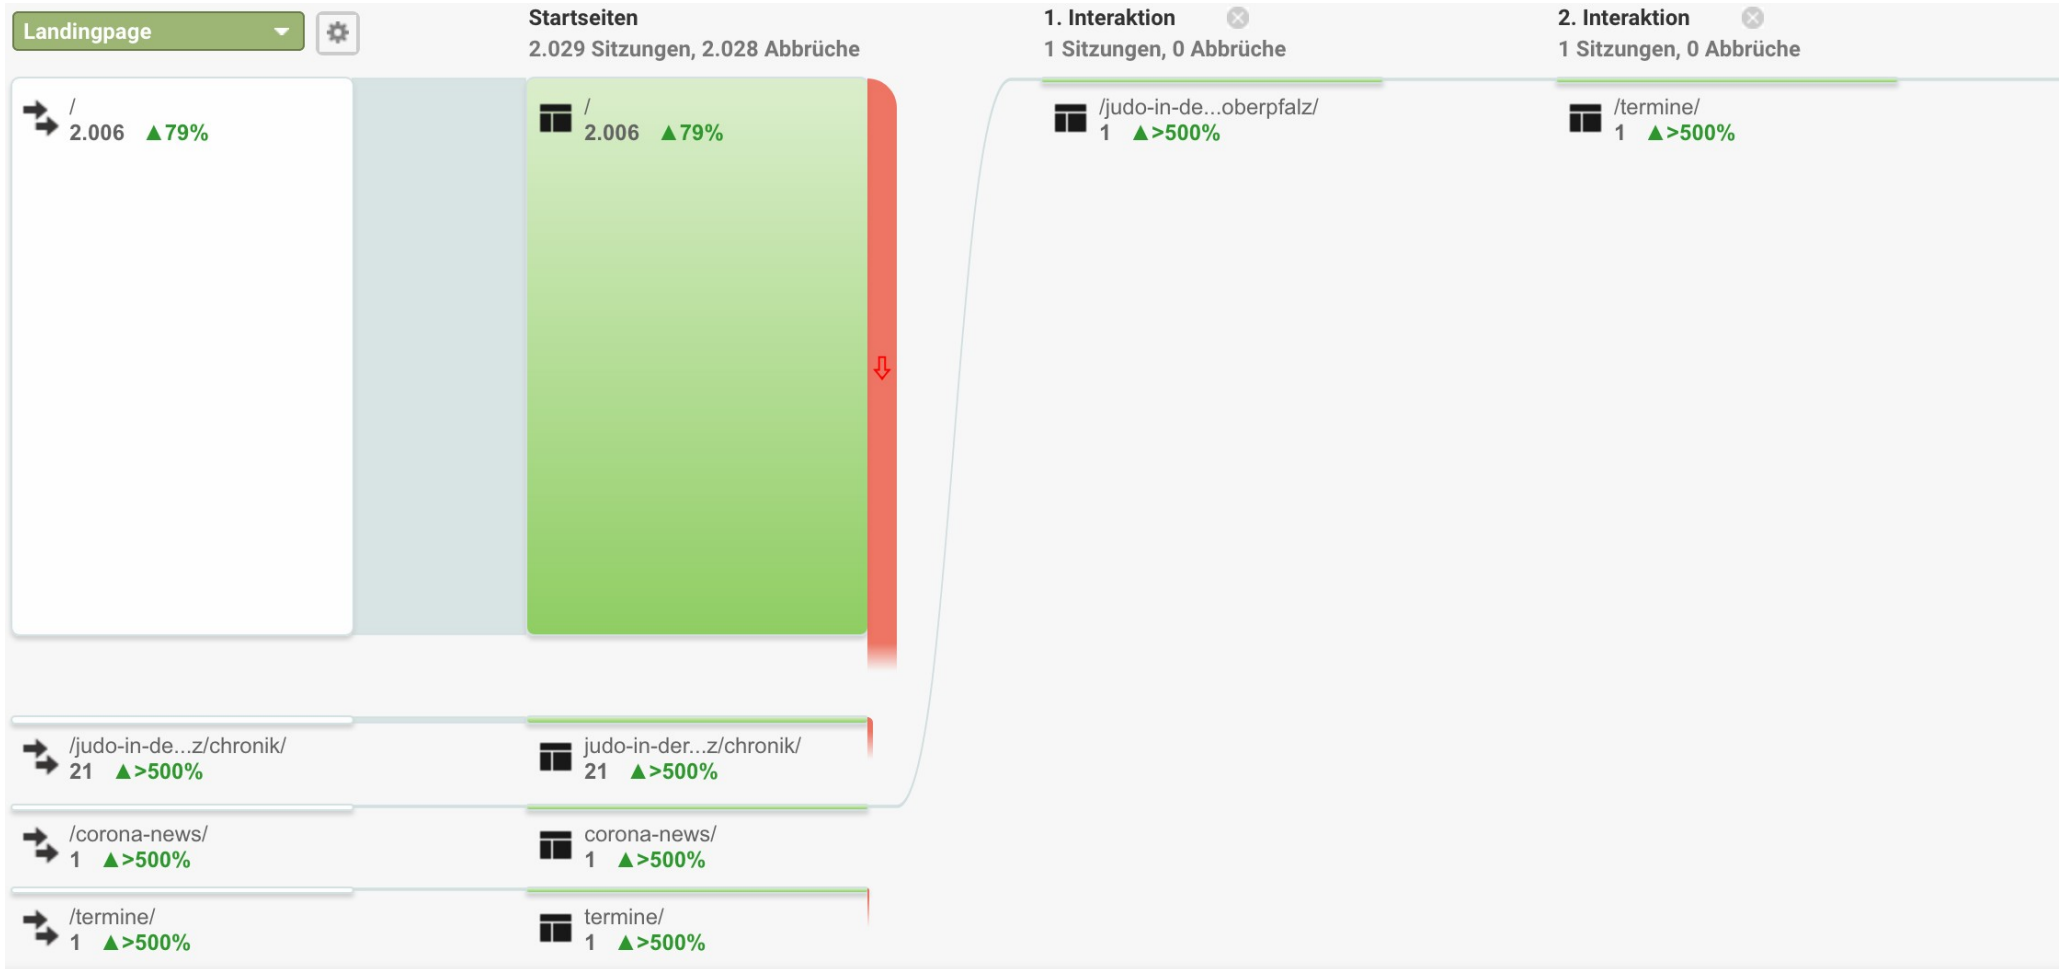 Landingpage
Startseiten
2.029 Sitzungen, 2.028 Abbrüche
1. Interaktion
1 Sitzungen, 0 Abbrüche
2. Interaktion
1 Sitzungen, 0 Abbrüche
/
2.006 ▲79%
/
2.006 ▲79%
/judo-in-de...oberpfalz/
1 ▲>500%
/termine/
1 ▲>500%
/judo-in-de...z/chronik/
21 ▲>500%
judo-in-der...z/chronik/
21 ▲>500%
/corona-news/
1 ▲>500%
corona-news/
1 ▲>500%
/termine/
1 ▲>500%
termine/
1 ▲>500%